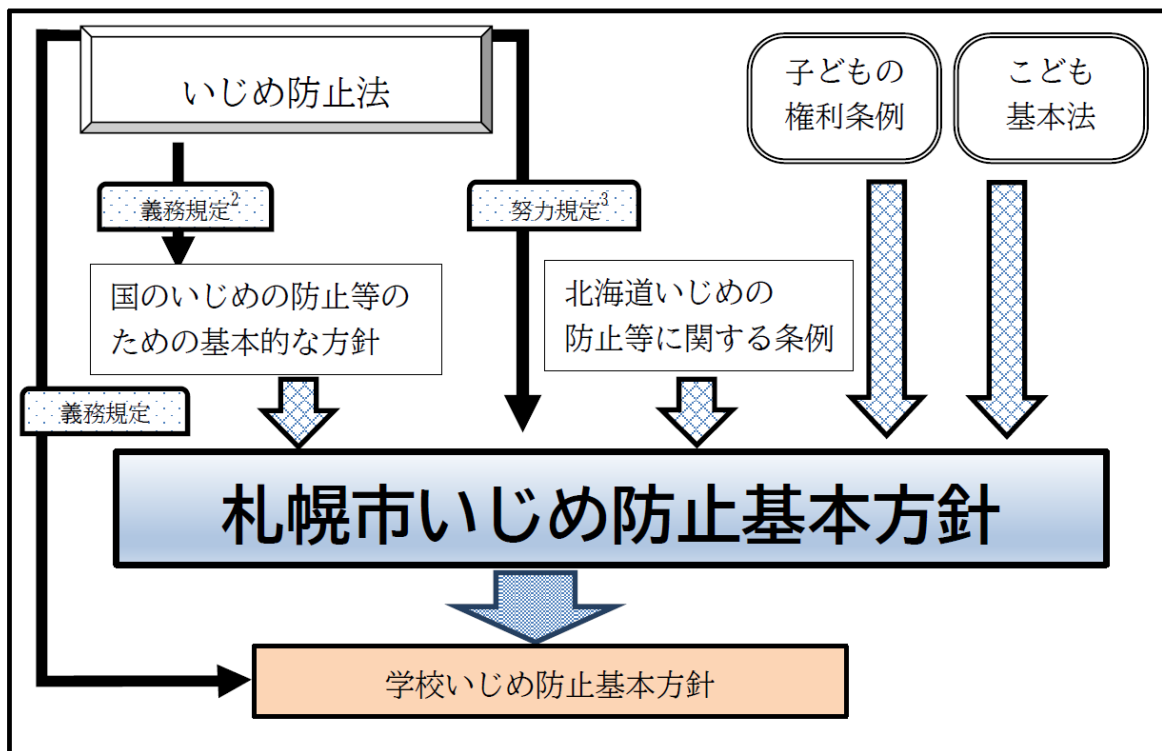 いじめ防止法
子どもの
権利条例
こども
基本法
義務規定2
努力規定3
国のいじめの防止等の
ための基本的な方針
北海道いじめの
防止等に関する条例
義務規定
札幌市いじめ防止基本方針
学校いじめ防止基本方針